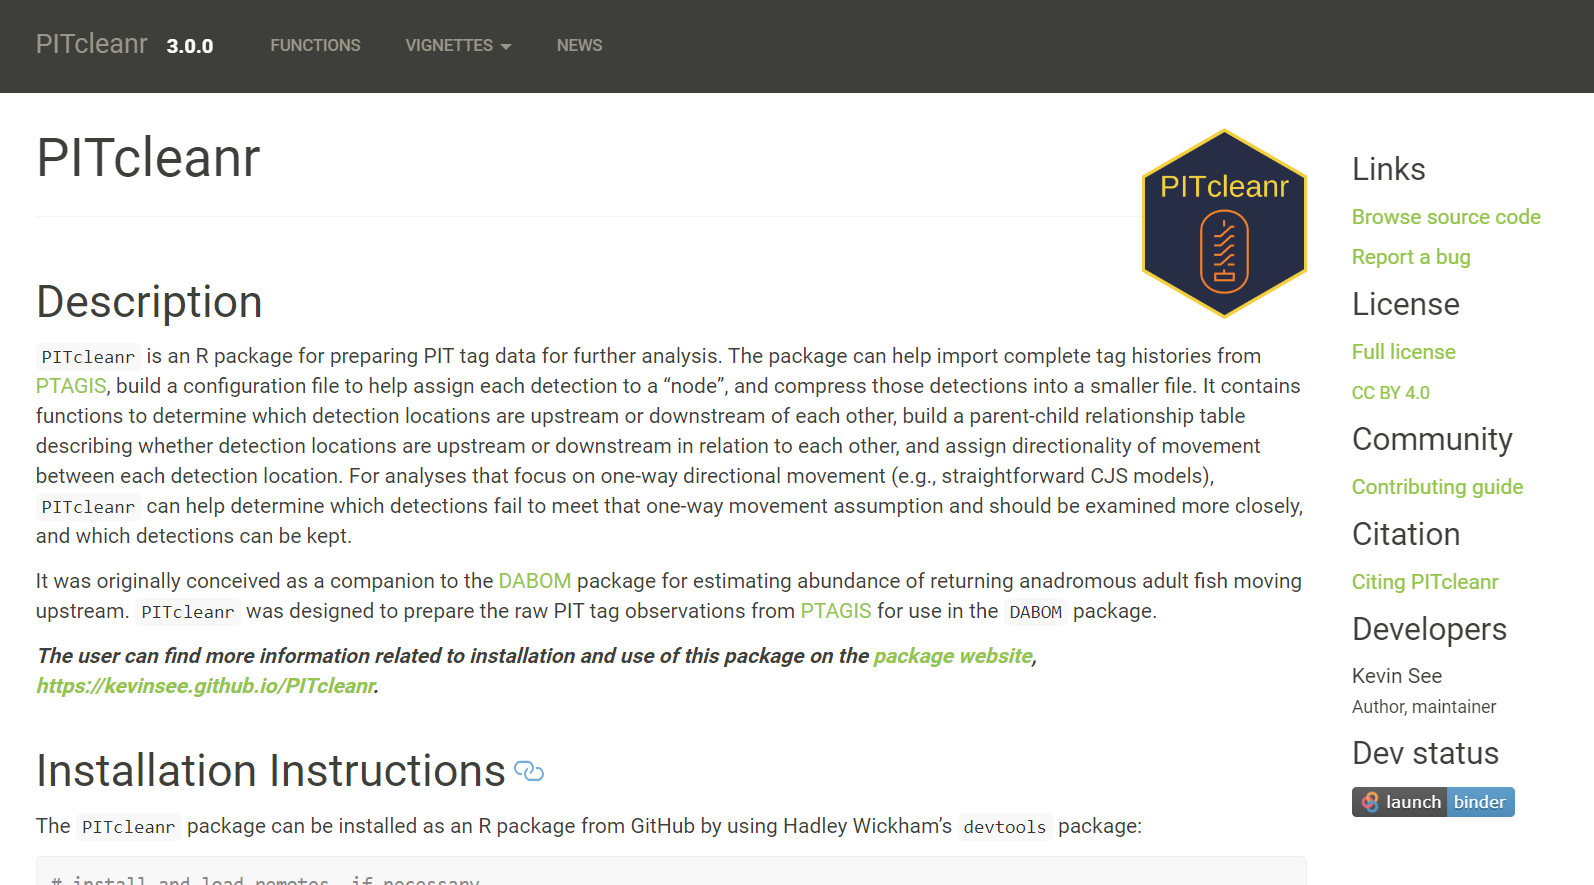 PITcleanr 3.0.0 FUNCTIONS VIGNETTES NEWS
PITcleanr
PITcleanr
Description
PITcleanr is an R package for preparing PIT tag data for further analysis. The package can help import complete tag histories from
PTAGIS, build a configuration file to help assign each detection to a “node”, and compress those detections into a smaller file. It contains
functions to determine which detection locations are upstream or downstream of each other, build a parent-child relationship table
describing whether detection locations are upstream or downstream in relation to each other, and assign directionality of movement
between each detection location. For analyses that focus on one-way directional movement (e.g., straightforward CJS models),
PITcleanr can help determine which detections fail to meet that one-way movement assumption and should be examined more closely,
and which detections can be kept.
It was originally conceived as a companion to the DABOM package for estimating abundance of returning anadromous adult fish moving
upstream. PITcleanr was designed to prepare the raw PIT tag observations from PTAGIS for use in the DABOM package.
The user can find more information related to installation and use of this package on the package website,
https://kevinsee.github.io/PITcleanr.
Installation Instructions
The PITcleanr package can be installed as an R package from GitHub by using Hadley Wickham’s devtools package:
# install and load remotes, if necessary
Links
Browse source code
Report a bug
License
Full license
CC BY 4.0
Community
Contributing guide
Citation
Citing PITcleanr
Developers
Kevin See
Author, maintainer
Dev status
launch binder